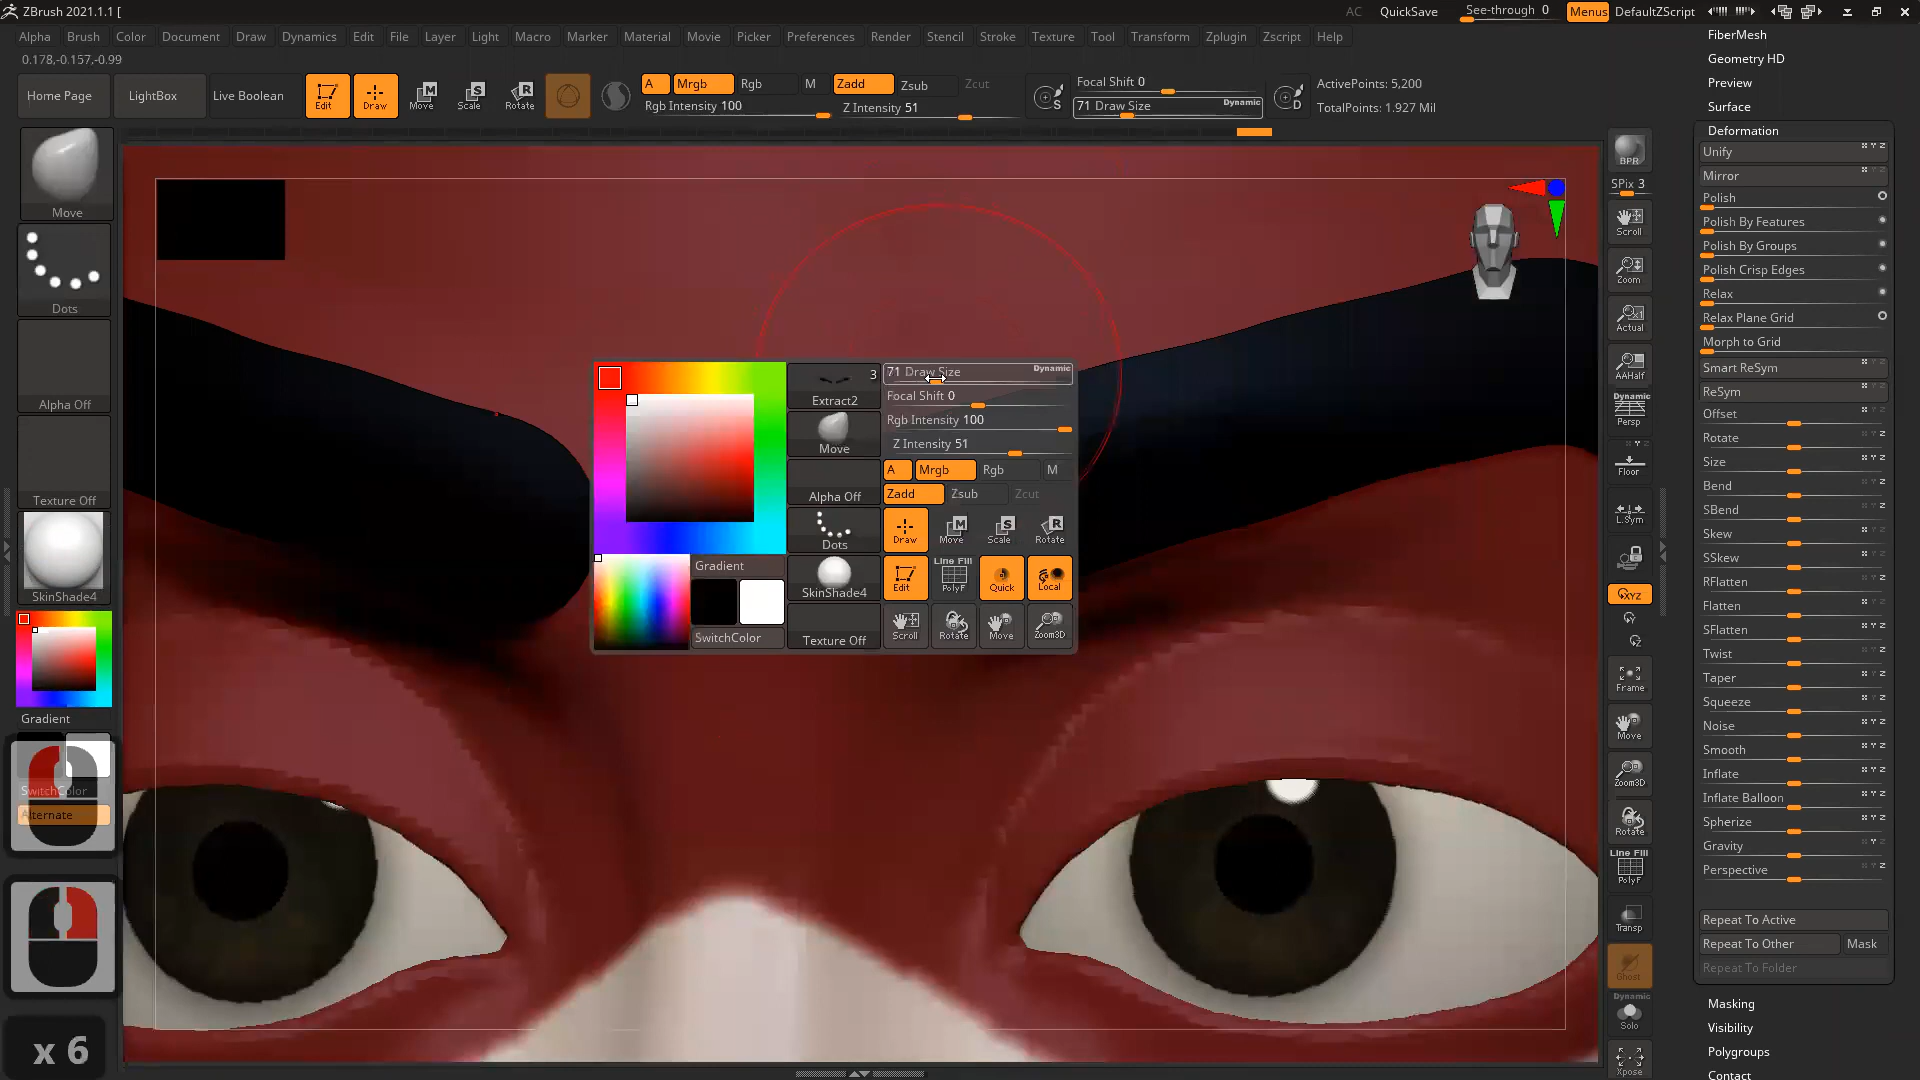 ZBrush 2021.1.1 [
AC QuickSave See-through 0 Menus DefaultZScript
Alpha Brush Color Document Draw Dynamics Edit File Layer Light Macro Marker Material Movie Picker Preferences Render Stencil Stroke Texture Tool Transform Zplugin Zscript Help
0.178,-0.157,-0.99
Home Page LightBox Live Boolean Edit Draw Move Scale Rotate
A Mrgb Rgb M Zadd Zsub Zcut
Rgb Intensity 100 Z Intensity 51
S
Focal Shift 0
71 Draw Size Dynamic
D
ActivePoints: 5,200
TotalPoints: 1.927 Mil
Move
Dots
Alpha Off
Texture Off
SkinShade4
Gradient
SwitchColor
Alternate
x 6
3
Extract2
Move
Alpha Off
Dots
SkinShade4
Texture Off
Gradient
SwitchColor
71 Draw Size Dynamic
Focal Shift 0
Rgb Intensity 100
Z Intensity 51
A Mrgb Rgb M
Zadd Zsub Zcut
Draw Move Scale Rotate
Line Fill
Edit PolyF Quick Local
Scroll Rotate Move Zoom3D
BPR
SPix 3
Scroll
Zoom
Actual
AAHalf
Dynamic
Persp
Floor
L.Sym
XYZ
Frame
Move
Zoom3D
Rotate
Line Fill
PolyF
Transp
Ghost
Dynamic
Solo
Xpose
FiberMesh
Geometry HD
Preview
Surface
Deformation
Unify
Mirror
Polish
Polish By Features
Polish By Groups
Polish Crisp Edges
Relax
Relax Plane Grid
Morph to Grid
Smart ReSym
ReSym
Offset
Rotate
Size
Bend
SBend
Skew
SSkew
RFlatten
Flatten
SFlatten
Twist
Taper
Squeeze
Noise
Smooth
Inflate
Inflate Balloon
Spherize
Gravity
Perspective
Repeat To Active
Repeat To Other Mask
Repeat To Folder
Masking
Visibility
Polygroups
Contact